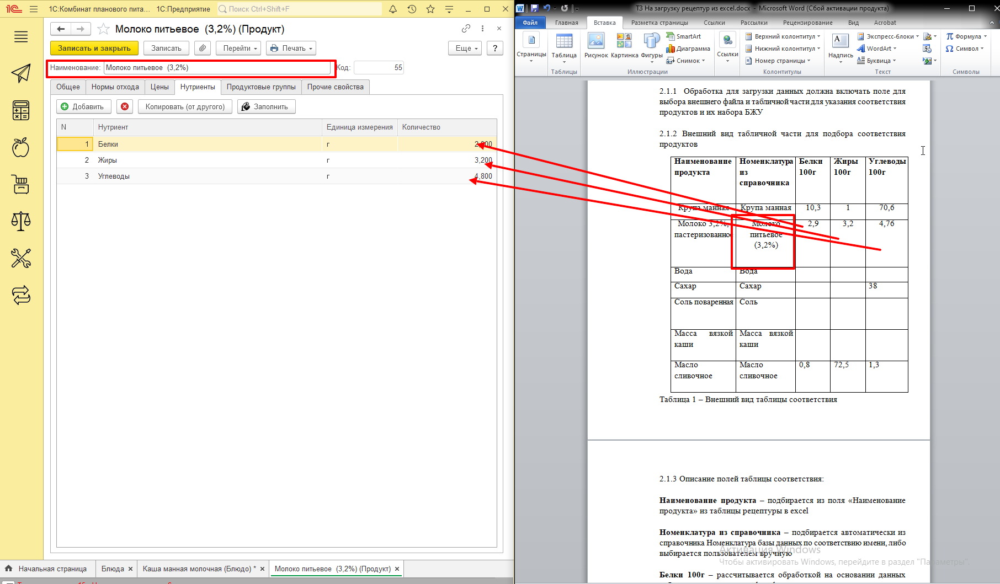 1С:Комбинат планового пита... 1С:Предприятие Поиск Ctrl+Shift+F
Молоко питьевое (3,2%) (Продукт)
Записать и закрыть Записать Перейти Печать Еще ?
Наименование: Молоко питьевое (3,2%) Код: 55
Общее Нормы отхода Цены Нутриенты Продуктовые группы Прочие свойства
Добавить Копировать (от другого) Заполнить
N Нутриент Единица измерения Количество
1 Белки г
2 Жиры г 3,200
3 Углеводы г 4,800
Начальная страница Блюда Каша манная молочная (Блюдо) * Молоко питьевое (3,2%) (Продукт)
ТЗ На загрузку рецептур из excel.docx - Microsoft Word (Сбой активации продукта)
Файл Главная Вставка Разметка страницы Ссылки Рассылки Рецензирование Вид Acrobat
Страницы Таблица Рисунок Картинка Фигуры SmartArt Диаграмма Снимок Ссылки Верхний колонтитул Нижний колонтитул Номер страницы Надпись Экспресс-блоки WordArt Буквица Формула Символ
Таблицы Иллюстрации Колонтитулы Текст Символы
2.1.1 Обработка для загрузки данных должна включать поле для
выбора внешнего файла и табличной части для указания соответствия
продуктов и их набора БЖУ
2.1.2 Внешний вид табличной части для подбора соответствия
продуктов
Наименование продукта Номенклатура из справочника Белки 100г Жиры 100г Углеводы 100г
Крупа манная Крупа манная 10,3 1 70,6
Молоко 3,2%, пастеризованно Молоко питьевое (3,2%) 2,9 3,2 4,76
Вода Вода
Сахар Сахар 38
Соль поваренная Соль
Масса вязкой каши Масса вязкой каши
Масло сливочное Масло сливочное 0,8 72,5 1,3
Таблица 1 – Внешний вид таблицы соответствия
2.1.3 Описание полей таблицы соответствия:
Наименование продукта – подбирается из поля «Наименование
продукта» из таблицы рецептуры в excel
Номенклатура из справочника – подбирается автоматически из
справочника Номенклатура базы данных по соответствию имени, либо
выбирается пользователем вручную
Активация Windows
Чтобы активировать Windows, перейдите в раздел "Параметры".
Белки 100г – рассчитывается обработкой на основании данных